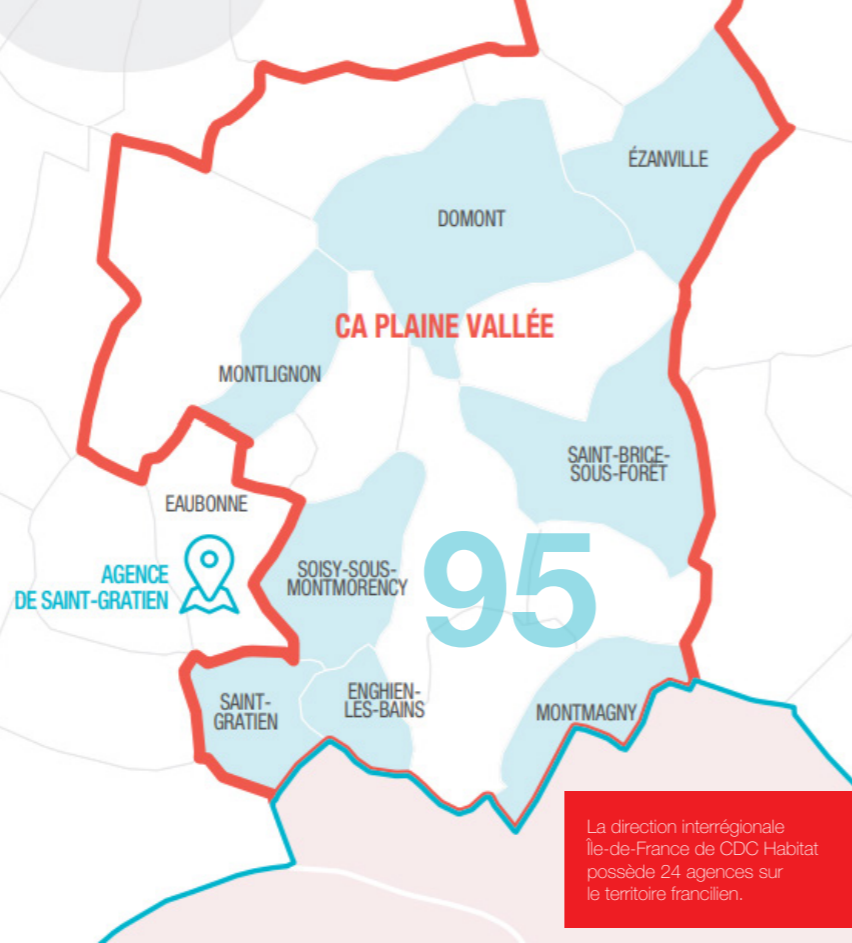 ÉZANVILLE
DOMONT
CA PLAINE VALLÉE
MONTLIGNON
SAINT-BRICE-
SOUS-FORÊT
EAUBONNE
AGENCE
DE SAINT-GRATIEN
SOISY-SOUS-
MONTMORENCY
95
SAINT-
GRATIEN
ENGHIEN-
LES-BAINS
MONTMAGNY
La direction interrégionale
Île-de-France de CDC Habitat
possède 24 agences sur
le territoire francilien.